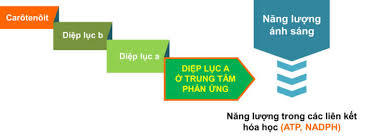 Carôtenôit
Diệp lục b
Diệp lục a
DIỆP LỤC A
Ở TRUNG TÂM
PHẢN ỨNG
Năng lượng
ánh sáng
Năng lượng trong các liên kết
hóa học (ATP, NADPH)